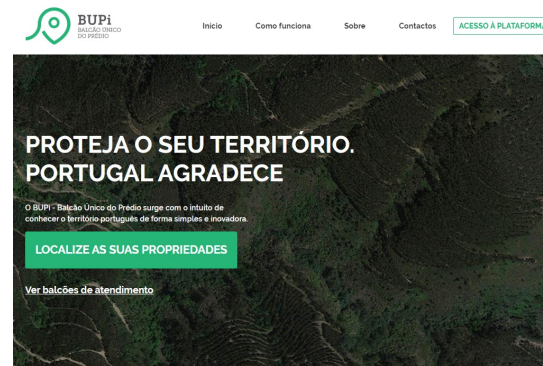 BUPi
BALCÃO ÚNICO
DO PRÉDIO
Início
Como funciona
Sobre
Contactos
ACESSO À PLATAFORMA
PROTEJA O SEU TERRITÓRIO.
PORTUGAL AGRADECE
O BUPi - Balcão Único do Prédio surge com o intuito de
conhecer o território português de forma simples e inovadora.
LOCALIZE AS SUAS PROPRIEDADES
Ver balcões de atendimento